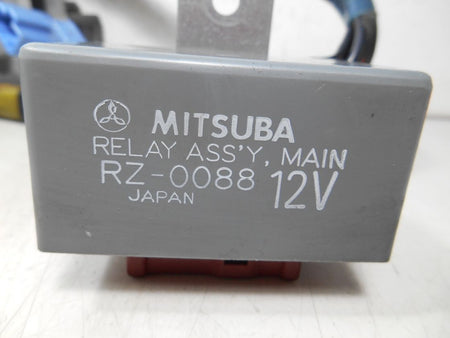 MITSUBA
RELAY ASS'Y, MAIN
RZ-0088 12V
JAPAN